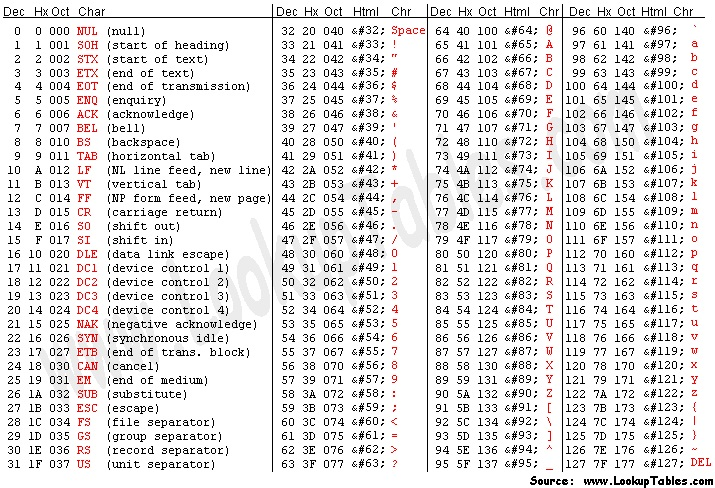 Dec Hx Oct Char Dec Hx Oct Html Chr Dec Hx Oct Html Chr Dec Hx Oct Html Chr
0 0 000 NUL (null) 32 20 040 &#32; Space 64 40 100 &#64; @ 96 60 140 &#96; `
1 1 001 SOH (start of heading) 33 21 041 &#33; ! 65 41 101 &#65; A 97 61 141 &#97; a
2 2 002 STX (start of text) 34 22 042 &#34; " 66 42 102 &#66; B 98 62 142 &#98; b
3 3 003 ETX (end of text) 35 23 043 &#35; # 67 43 103 &#67; C 99 63 143 &#99; c
4 4 004 EOT (end of transmission) 36 24 044 &#36; $ 68 44 104 &#68; D 100 64 144 &#100; d
5 5 005 ENQ (enquiry) 37 25 045 &#37; % 69 45 105 &#69; E 101 65 145 &#101; e
6 6 006 ACK (acknowledge) 38 26 046 &#38; & 70 46 106 &#70; F 102 66 146 &#102; f
7 7 007 BEL (bell) 39 27 047 &#39; ' 71 47 107 &#71; G 103 67 147 &#103; g
8 8 010 BS (backspace) 40 28 050 &#40; ( 72 48 110 &#72; H 104 68 150 &#104; h
9 9 011 TAB (horizontal tab) 41 29 051 &#41; ) 73 49 111 &#73; I 105 69 151 &#105; i
10 A 012 LF (NL line feed, new line) 42 2A 052 &#42; * 74 4A 112 &#74; J 106 6A 152 &#106; j
11 B 013 VT (vertical tab) 43 2B 053 &#43; + 75 4B 113 &#75; K 107 6B 153 &#107; k
12 C 014 FF (NP form feed, new page) 44 2C 054 &#44; , 76 4C 114 &#76; L 108 6C 154 &#108; l
13 D 015 CR (carriage return) 45 2D 055 &#45; - 77 4D 115 &#77; M 109 6D 155 &#109; m
14 E 016 SO (shift out) 46 2E 056 &#46; . 78 4E 116 &#78; N 110 6E 156 &#110; n
15 F 017 SI (shift in) 47 2F 057 &#47; / 79 4F 117 &#79; O 111 6F 157 &#111; o
16 10 020 DLE (data link escape) 48 30 060 &#48; 0 80 50 120 &#80; P 112 70 160 &#112; p
17 11 021 DC1 (device control 1) 49 31 061 &#49; 1 81 51 121 &#81; Q 113 71 161 &#113; q
18 12 022 DC2 (device control 2) 50 32 062 &#50; 2 82 52 122 &#82; R 114 72 162 &#114; r
19 13 023 DC3 (device control 3) 51 33 063 &#51; 3 83 53 123 &#83; S 115 73 163 &#115; s
20 14 024 DC4 (device control 4) 52 34 064 &#52; 4 84 54 124 &#84; T 116 74 164 &#116; t
21 15 025 NAK (negative acknowledge) 53 35 065 &#53; 5 85 55 125 &#85; U 117 75 165 &#117; u
22 16 026 SYN (synchronous idle) 54 36 066 &#54; 6 86 56 126 &#86; V 118 76 166 &#118; v
23 17 027 ETB (end of trans. block) 55 37 067 &#55; 7 87 57 127 &#87; W 119 77 167 &#119; w
24 18 030 CAN (cancel) 56 38 070 &#56; 8 88 58 130 &#88; X 120 78 170 &#120; x
25 19 031 EM (end of medium) 57 39 071 &#57; 9 89 59 131 &#89; Y 121 79 171 &#121; y
26 1A 032 SUB (substitute) 58 3A 072 &#58; : 90 5A 132 &#90; Z 122 7A 172 &#122; z
27 1B 033 ESC (escape) 59 3B 073 &#59; ; 91 5B 133 &#91; [ 123 7B 173 &#123; {
28 1C 034 FS (file separator) 60 3C 074 &#60; < 92 5C 134 &#92; \ 124 7C 174 &#124; |
29 1D 035 GS (group separator) 61 3D 075 &#61; = 93 5D 135 &#93; ] 125 7D 175 &#125; }
30 1E 036 RS (record separator) 62 3E 076 &#62; > 94 5E 136 &#94; ^ 126 7E 176 &#126; ~
31 1F 037 US (unit separator) 63 3F 077 &#63; ? 95 5F 137 &#95; _ 127 7F 177 &#127; DEL
Source: www.LookupTables.com
www.LookupTables.com